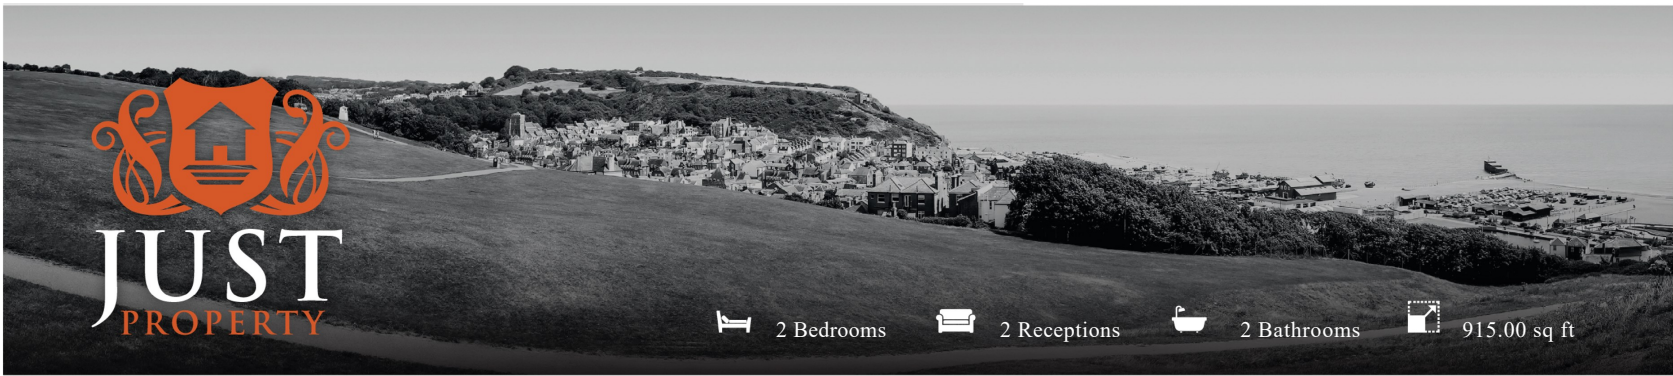 JUST
PROPERTY
2 Bedrooms
2 Receptions
2 Bathrooms
915.00 sq ft